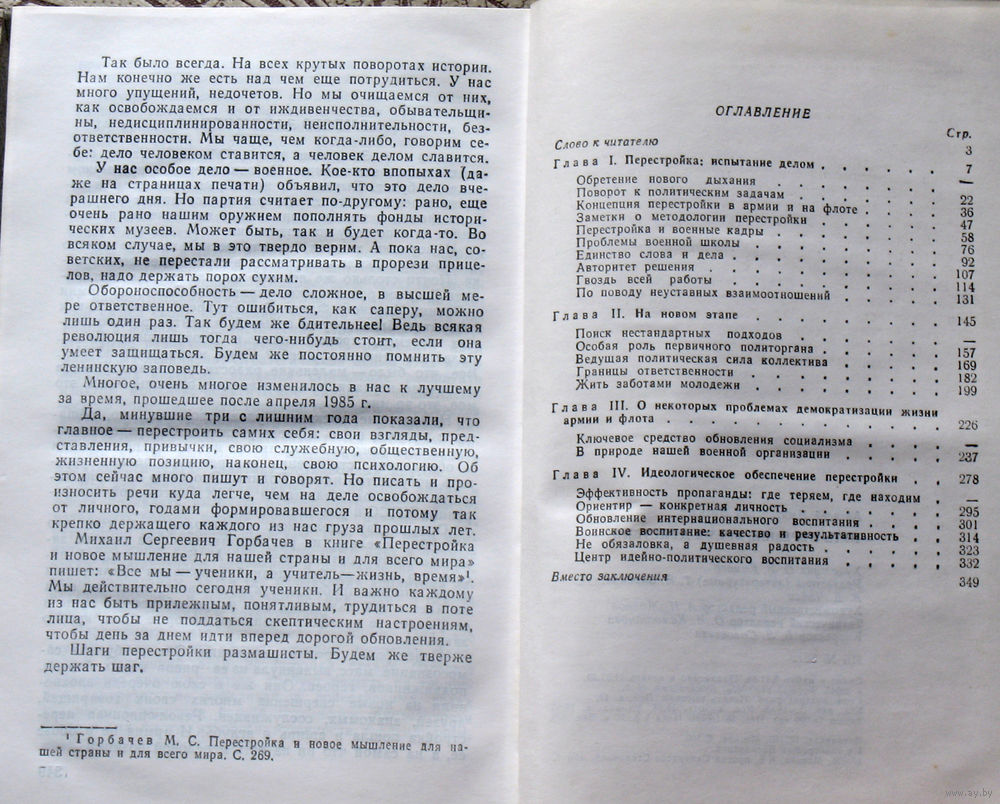 Так было всегда. На всех крутых поворотах истории.
Нам конечно же есть над чем еще потрудиться. У нас
много упущений, недочетов. Но мы очищаемся от них,
как освобождаемся и от иждивенчества, обывательщи-
ны, недисциплинированности, неисполнительности, без-
ответственности. Мы чаще, чем когда-либо, говорим се-
бе: дело человеком ставится, а человек делом славится.
У нас особое дело — военное. Кое-кто впопыхах (да-
же на страницах печати) объявил, что это дело вче-
рашнего дня. Но партия считает по-другому: рано, еще
очень рано нашим оружием пополнять фонды истори-
ческих музеев. Может быть, так и будет когда-то. Во
всяком случае, мы в это твердо верим. А пока нас, со-
ветских, не перестали рассматривать в прорези прице-
лов, надо держать порох сухим.
Обороноспособность — дело сложное, в высшей ме-
ре ответственное. Тут ошибиться, как саперу, можно
лишь один раз. Так будем же бдительнее! Ведь всякая
революция лишь тогда чего-нибудь стоит, если она
умеет защищаться. Будем же постоянно помнить эту
ленинскую заповедь.
Многое, очень многое изменилось в нас к лучшему
за время, прошедшее после апреля 1985 г.
Да, минувшие три с лишним года показали, что
главное — перестроить самих себя: свои взгляды, пред-
ставления, привычки, свою служебную, общественную,
жизненную позицию, наконец, свою психологию. Об
этом сейчас много пишут и говорят. Но писать и про-
износить речи куда легче, чем на деле освобождаться
от личного, годами формировавшегося и потому так
крепко держащего каждого из нас груза прошлых лет.
Михаил Сергеевич Горбачев в книге «Перестройка
и новое мышление для нашей страны и для всего мира»
пишет: «Все мы — ученики, а учитель — жизнь, время»¹.
Мы действительно сегодня ученики. И важно каждому
из нас быть прилежным, понятливым, трудиться в поте
лица, чтобы не поддаться скептическим настроениям,
чтобы день за днем идти вперед дорогой обновления.
Шаги перестройки размашисты. Будем же тверже
держать шаг.
¹ Горбачев М. С. Перестройка и новое мышление для на-
шей страны и для всего мира. С. 269.
ОГЛАВЛЕНИЕ
Стр.
Слово к читателю 3
Глава I. Перестройка: испытание делом . . 7
Обретение нового дыхания —
Поворот к политическим задачам 22
Концепция перестройки в армии и на флоте 36
Заметки о методологии перестройки 47
Перестройка и военные кадры 58
Проблемы военной школы 76
Единство слова и дела 92
Авторитет решения 107
Гвоздь всей работы 114
По поводу неуставных взаимоотношений 131
Глава II. На новом этапе 145
Поиск нестандартных подходов —
Особая роль первичного политоргана 157
Ведущая политическая сила коллектива 169
Границы ответственности 182
Жить заботами молодежи 199
Глава III. О некоторых проблемах демократизации жизни
армии и флота 226
Ключевое средство обновления социализма —
В природе нашей военной организации 237
Глава IV. Идеологическое обеспечение перестройки 278
Эффективность пропаганды: где теряем, где находим —
Ориентир — конкретная личность 295
Обновление интернационального воспитания 301
Воинское воспитание: качество и результативность 314
Не обязаловка, а душевная радость 323
Центр идейно-политического воспитания 332
Вместо заключения 349
www.ay.by